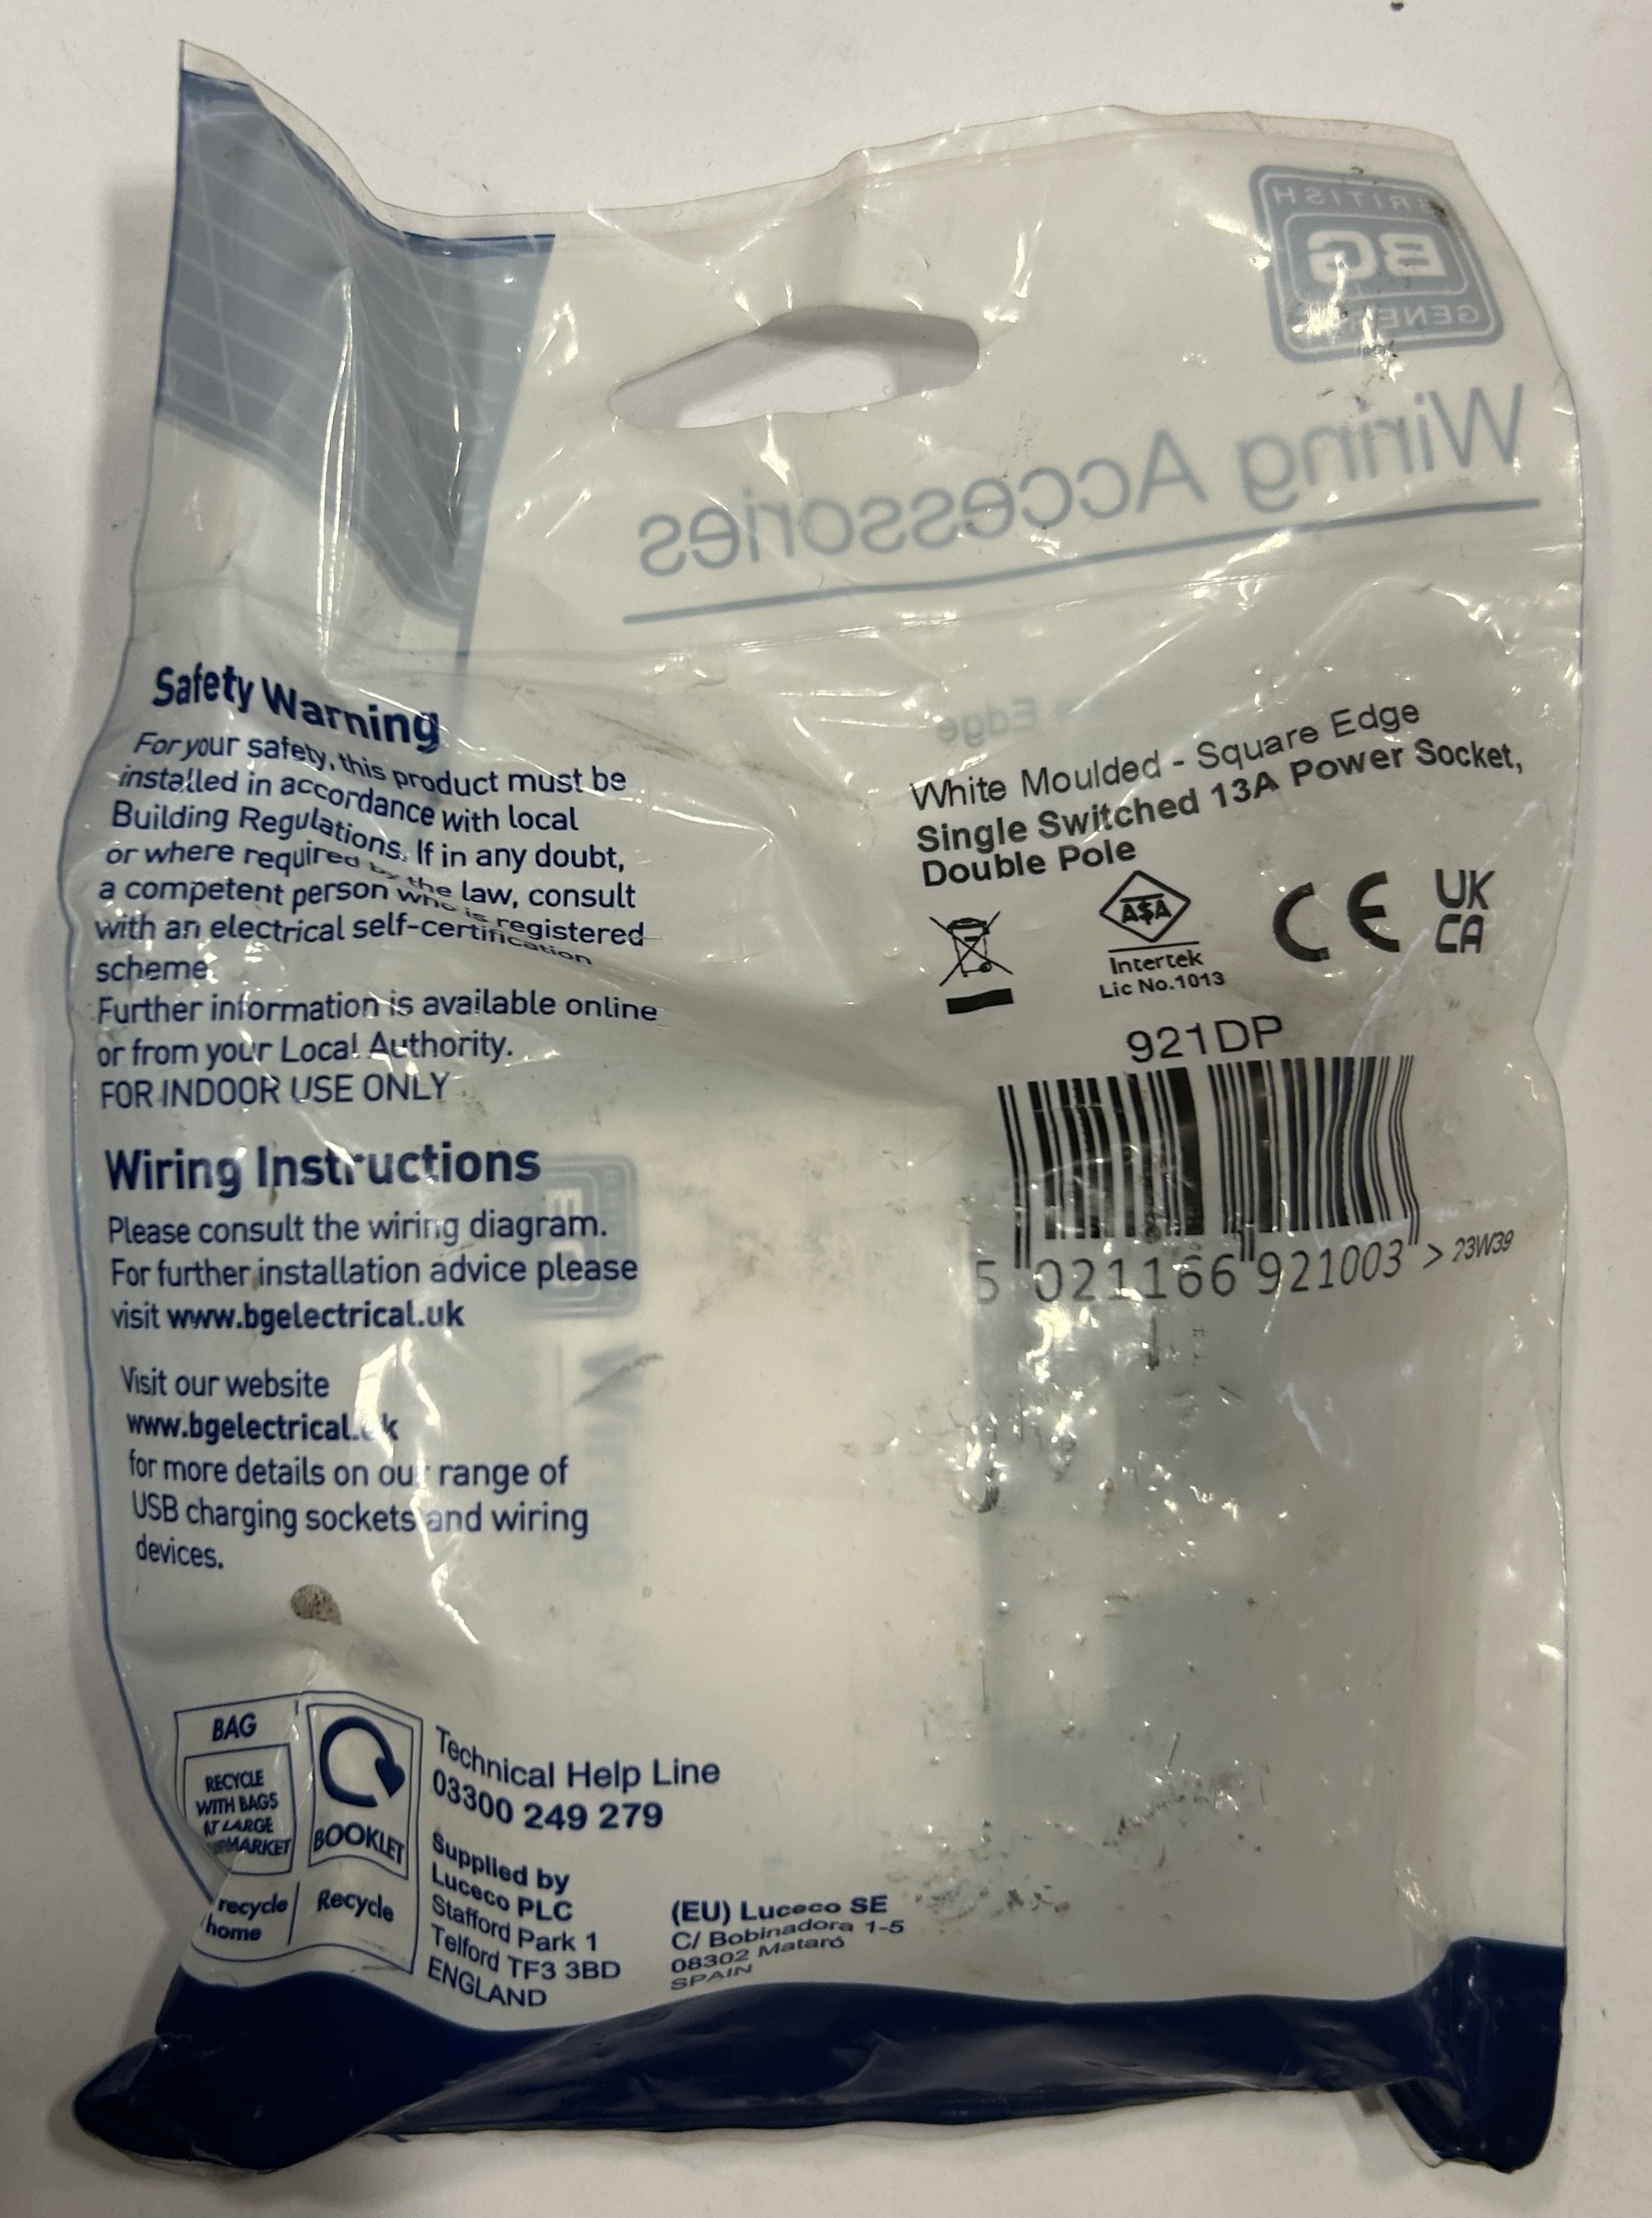 BRITISH
BG
GENE
Wiring Accessories
Edge
Safety Warning
For your safety, this product must be
installed in accordance with local
Building Regulations. If in any doubt,
or where required by the law, consult
a competent person who is registered
with an electrical self-certification
scheme.
Further information is available online
or from your Local Authority.
FOR INDOOR USE ONLY
Wiring Instructions
Please consult the wiring diagram.
For further installation advice please
visit www.bgelectrical.uk
Visit our website
www.bgelectrical.uk
for more details on our range of
USB charging sockets and wiring
devices.
White Moulded - Square Edge
Single Switched 13A Power Socket,
Double Pole
ASTA
Intertek
Lic No.1013
CE
UK
CA
921DP
5 021166 921003 > 23W39
BAG
RECYCLE
WITH BAGS
AT LARGE
recycle
home
BOOKLET
Recycle
Technical Help Line
03300 249 279
Supplied by
Luceco PLC
Stafford Park 1
Telford TF3 3BD
ENGLAND
(EU) Luceco SE
C/ Bobinadora 1-5
08302 Mataró
SPAIN